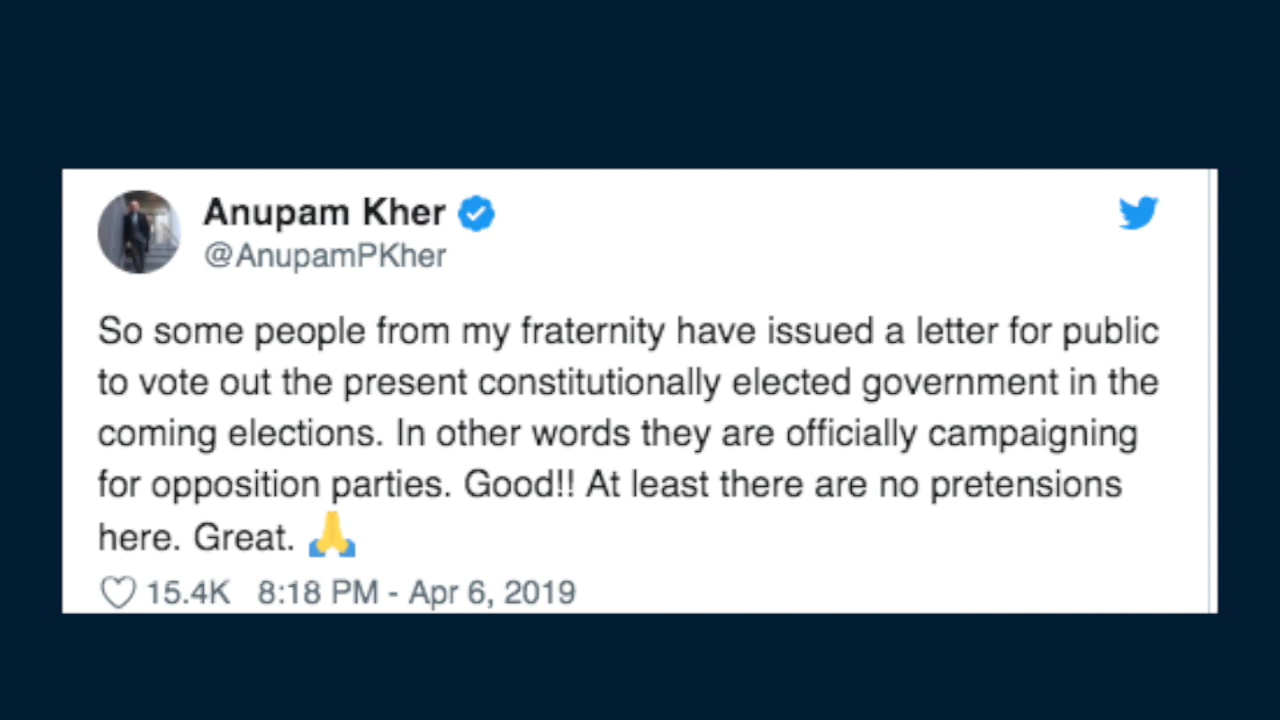 Anupam Kher
@AnupamPKher
So some people from my fraternity have issued a letter for public
to vote out the present constitutionally elected government in the
coming elections. In other words they are officially campaigning
for opposition parties. Good!! At least there are no pretensions
here. Great. 🙏
15.4K 8:18 PM - Apr 6, 2019